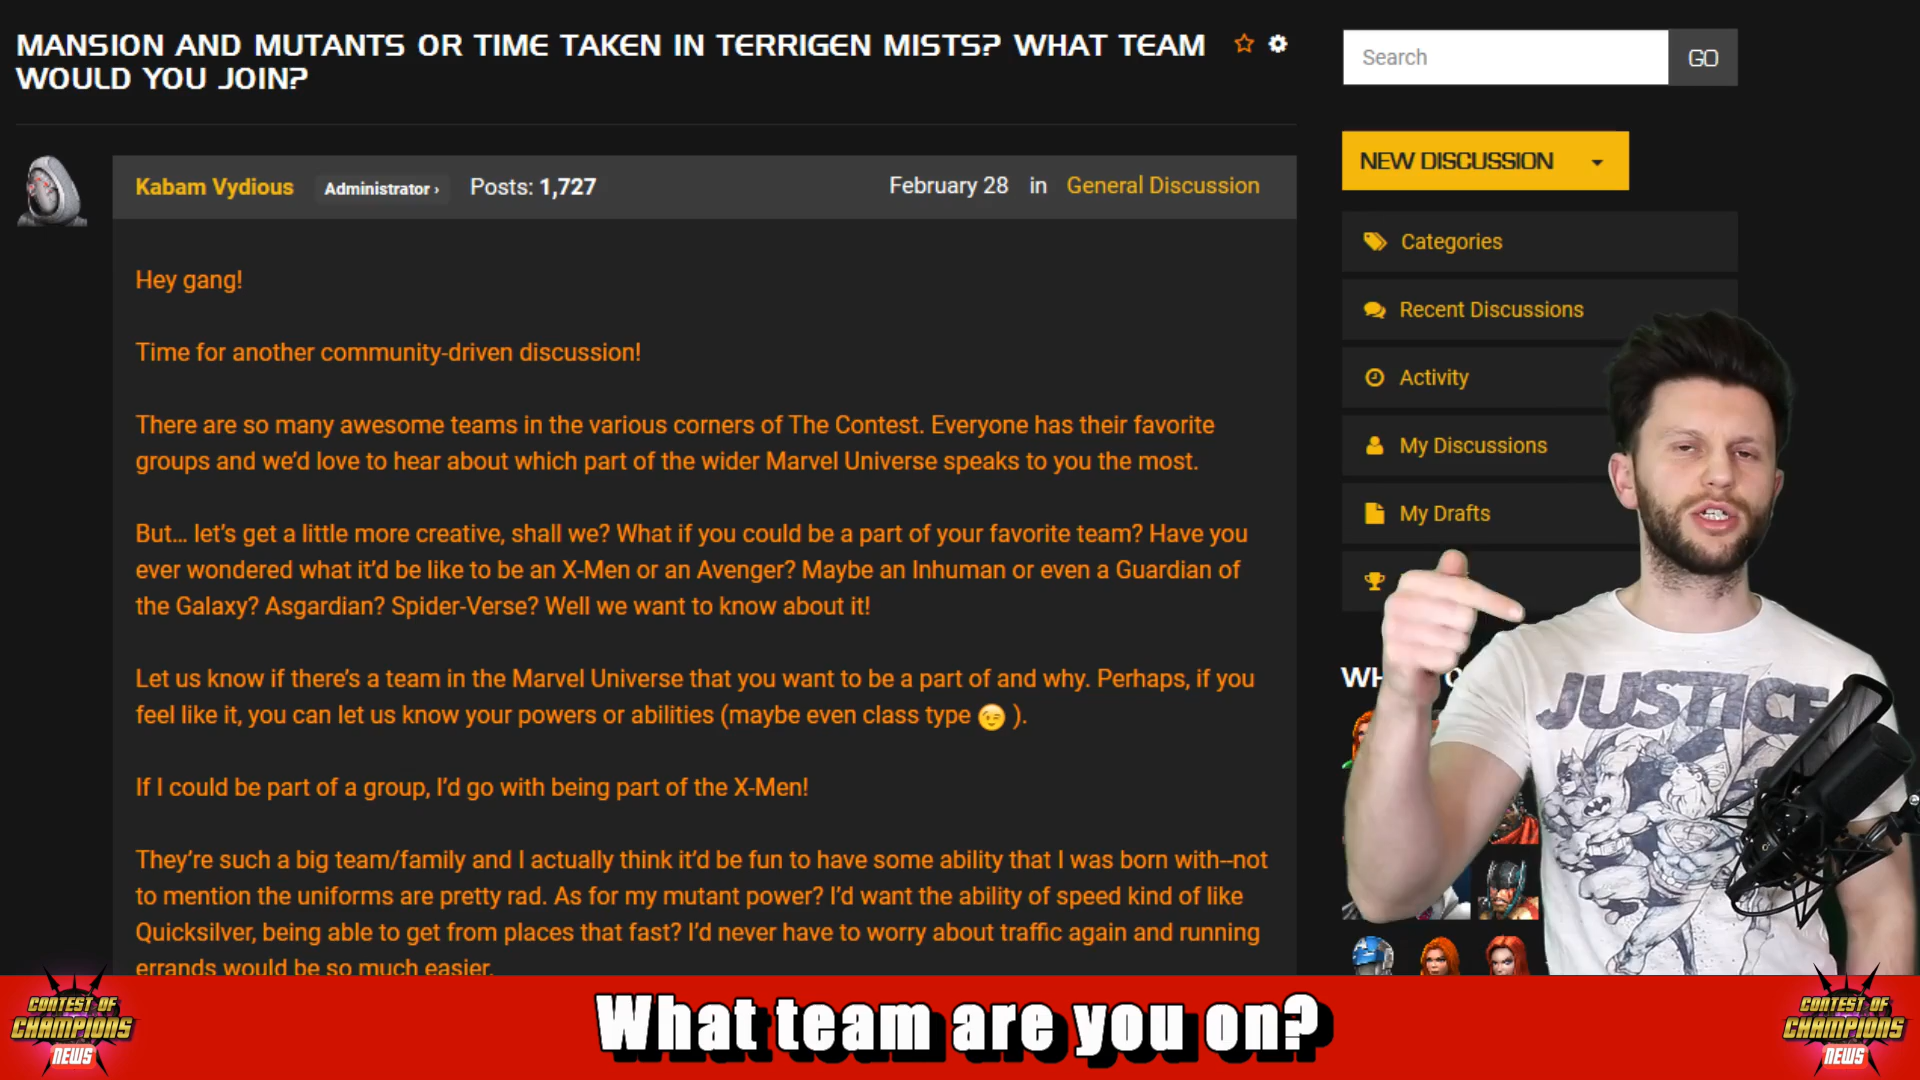 MANSION AND MUTANTS OR TIME TAKEN IN TERRIGEN MISTS? WHAT TEAM
WOULD YOU JOIN?
Search
GO
NEW DISCUSSION
Kabam Vydious Administrator › Posts: 1,727 February 28 in General Discussion
Categories
Recent Discussions
Activity
My Discussions
My Drafts
Hey gang!
Time for another community-driven discussion!
There are so many awesome teams in the various corners of The Contest. Everyone has their favorite
groups and we’d love to hear about which part of the wider Marvel Universe speaks to you the most.
But… let’s get a little more creative, shall we? What if you could be a part of your favorite team? Have you
ever wondered what it’d be like to be an X-Men or an Avenger? Maybe an Inhuman or even a Guardian of
the Galaxy? Asgardian? Spider-Verse? Well we want to know about it!
Let us know if there’s a team in the Marvel Universe that you want to be a part of and why. Perhaps, if you
feel like it, you can let us know your powers or abilities (maybe even class type 😉 ).
If I could be part of a group, I’d go with being part of the X-Men!
They’re such a big team/family and I actually think it’d be fun to have some ability that I was born with--not
to mention the uniforms are pretty rad. As for my mutant power? I’d want the ability of speed kind of like
Quicksilver, being able to get from places that fast? I’d never have to worry about traffic again and running
errands would be so much easier.
JUSTICE
CONTEST OF
CHAMPIONS
NEWS
What team are you on?
CONTEST OF
CHAMPIONS
NEWS